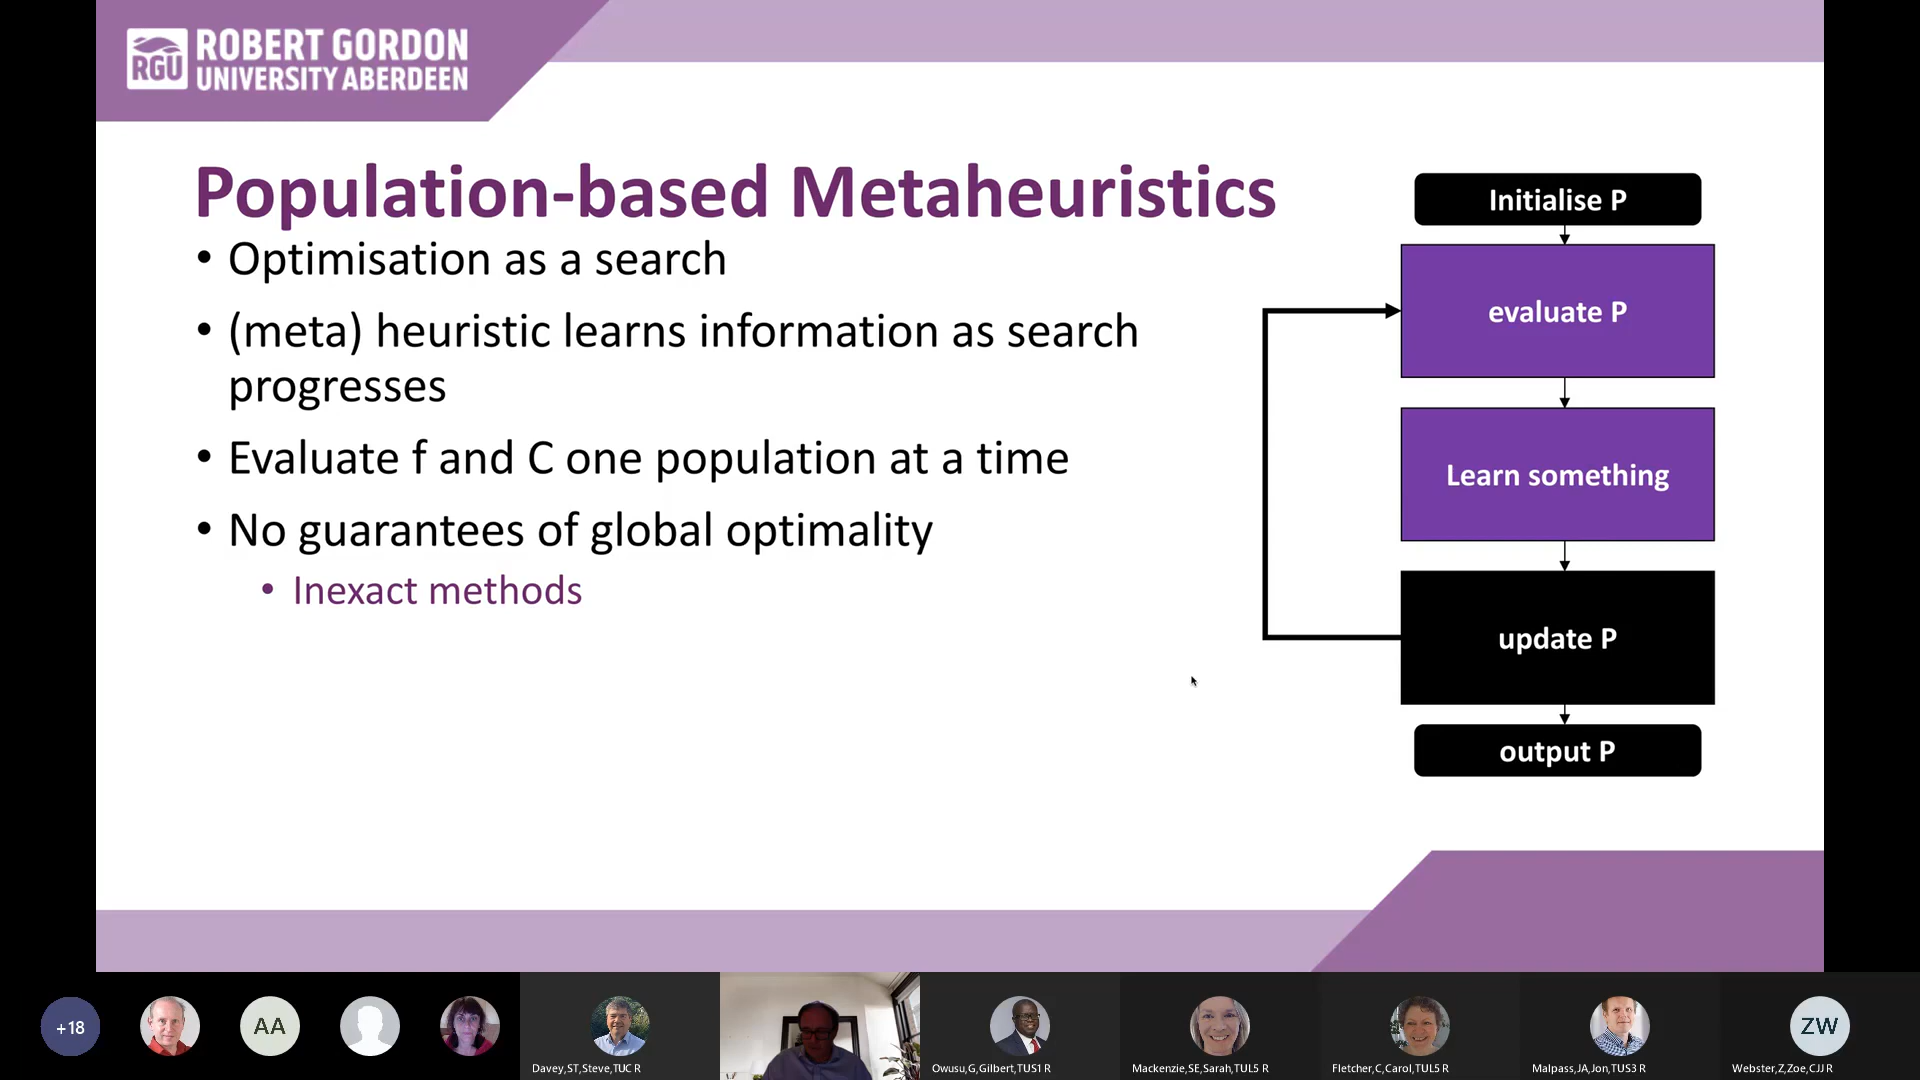 RGU
ROBERT GORDON
UNIVERSITY ABERDEEN
Population-based Metaheuristics
• Optimisation as a search
• (meta) heuristic learns information as search
progresses
• Evaluate f and C one population at a time
• No guarantees of global optimality
• Inexact methods
Initialise P
evaluate P
Learn something
update P
output P
+18
AA
Davey,ST,Steve,TUC R
Owusu,G,Gilbert,TUS1 R
Mackenzie,SE,Sarah,TUL5 R
Fletcher,C,Carol,TUL5 R
Malpass,JA,Jon,TUS3 R
ZW
Webster,Z,Zoe,CJJ R